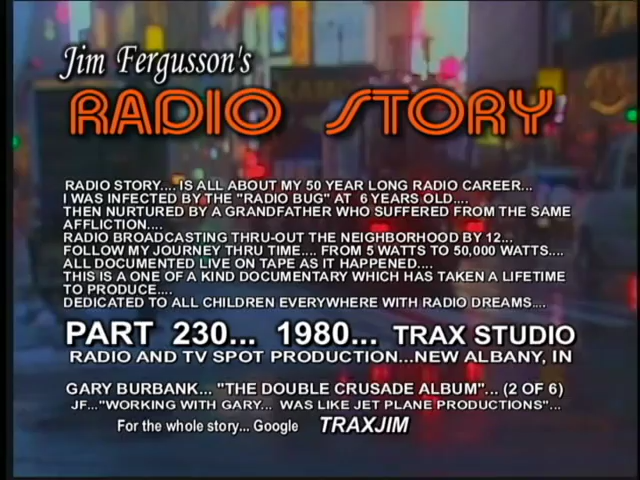 Jim Fergusson's
RADIO STORY
RADIO STORY.... IS ALL ABOUT MY 50 YEAR LONG RADIO CAREER...
I WAS INFECTED BY THE "RADIO BUG" AT 6 YEARS OLD....
THEN NURTURED BY A GRANDFATHER WHO SUFFERED FROM THE SAME
AFFLICTION....
RADIO BROADCASTING THRU-OUT THE NEIGHBORHOOD BY 12...
FOLLOW MY JOURNEY THRU TIME.... FROM 5 WATTS TO 50,000 WATTS....
ALL DOCUMENTED LIVE ON TAPE AS IT HAPPENED....
THIS IS A ONE OF A KIND DOCUMENTARY WHICH HAS TAKEN A LIFETIME
TO PRODUCE....
DEDICATED TO ALL CHILDREN EVERYWHERE WITH RADIO DREAMS....
PART 230... 1980... TRAX STUDIO
RADIO AND TV SPOT PRODUCTION...NEW ALBANY, IN
GARY BURBANK... "THE DOUBLE CRUSADE ALBUM"... (2 OF 6)
JF..."WORKING WITH GARY... WAS LIKE JET PLANE PRODUCTIONS"...
For the whole story... Google TRAXJIM